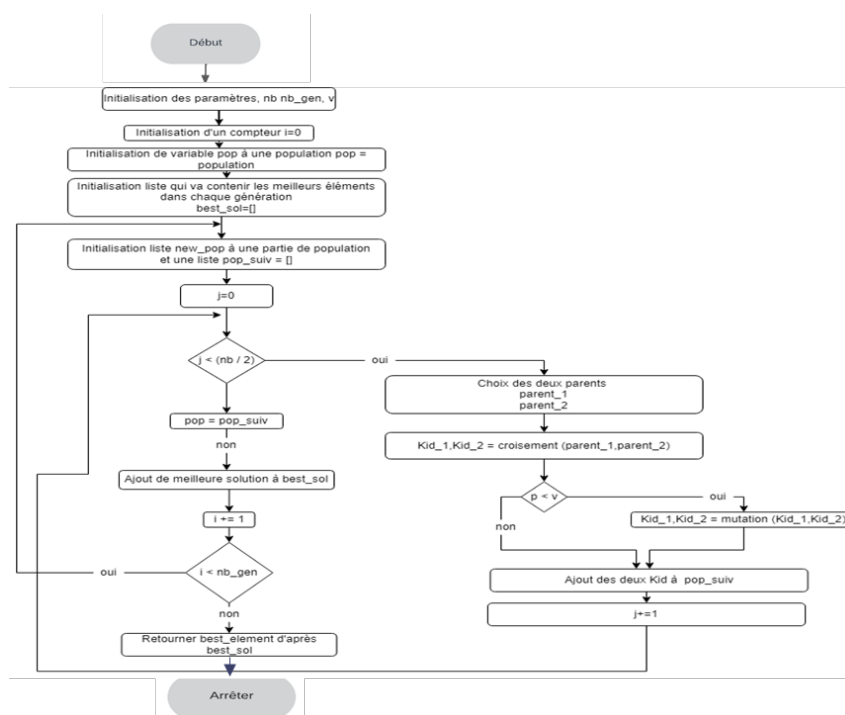 Début
Initialisation des paramètres, nb nb_gen, v
Initialisation d'un compteur i=0
Initialisation de variable pop à une population pop =
population
Initialisation liste qui va contenir les meilleurs éléments
dans chaque génération
best_sol=[]
Initialisation liste new_pop à une partie de population
et une liste pop_suiv = []
j=0
j < (nb / 2)
oui
Choix des deux parents
parent_1
parent_2
pop = pop_suiv
non
Kid_1,Kid_2 = croisement (parent_1,parent_2)
Ajout de meilleure solution à best_sol
p < v
oui
non
Kid_1,Kid_2 = mutation (Kid_1,Kid_2)
i += 1
i < nb_gen
oui
non
Ajout des deux Kid à pop_suiv
j+=1
Retourner best_element d'après
best_sol
Arrêter